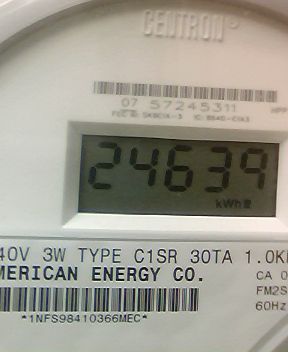 CENTRON
07 57245311
24639
kWh
40V 3W TYPE C1SR 30TA 1.0K
MERICAN ENERGY CO.
CA 0
FM2S
60Hz
*1NFS98410366MEC*